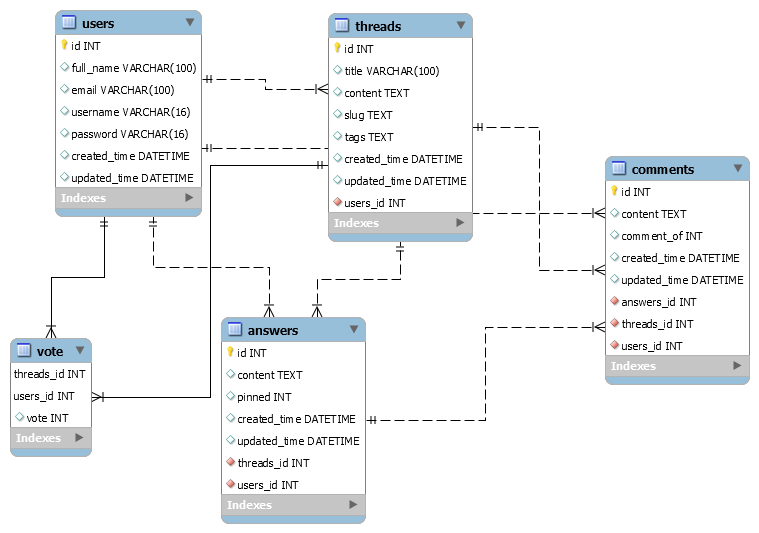 users
id INT
full_name VARCHAR(100)
email VARCHAR(100)
username VARCHAR(16)
password VARCHAR(16)
created_time DATETIME
updated_time DATETIME
Indexes
threads
id INT
title VARCHAR(100)
content TEXT
slug TEXT
tags TEXT
created_time DATETIME
updated_time DATETIME
users_id INT
Indexes
comments
id INT
content TEXT
comment_of INT
created_time DATETIME
updated_time DATETIME
answers_id INT
threads_id INT
users_id INT
Indexes
vote
threads_id INT
users_id INT
vote INT
Indexes
answers
id INT
content TEXT
pinned INT
created_time DATETIME
updated_time DATETIME
threads_id INT
users_id INT
Indexes